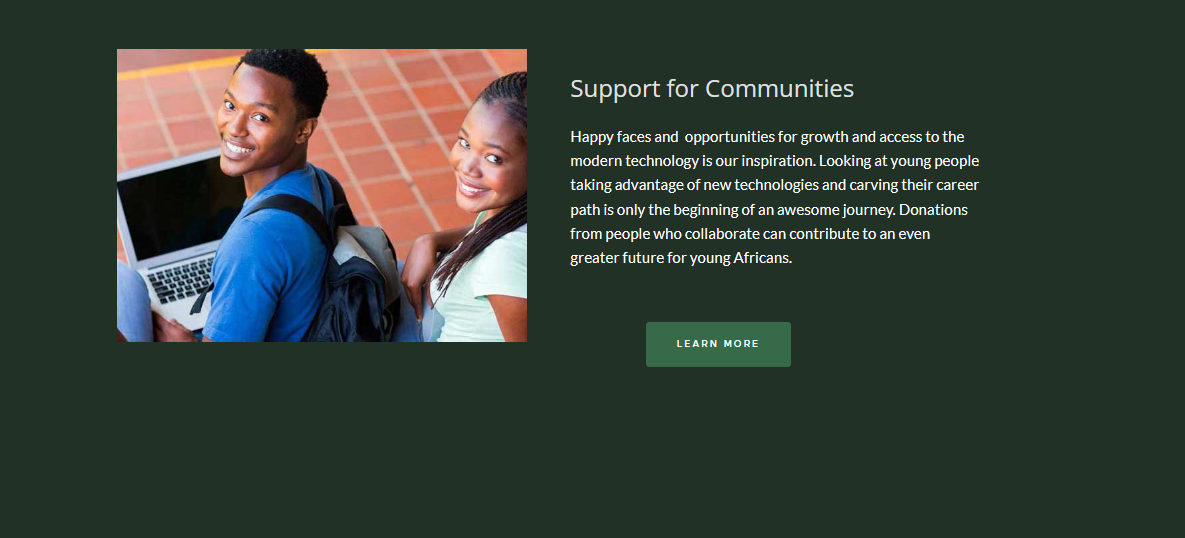 Support for Communities
Happy faces and  opportunities for growth and access to the
modern technology is our inspiration. Looking at young people
taking advantage of new technologies and carving their career
path is only the beginning of an awesome journey. Donations
from people who collaborate can contribute to an even
greater future for young Africans.
LEARN MORE